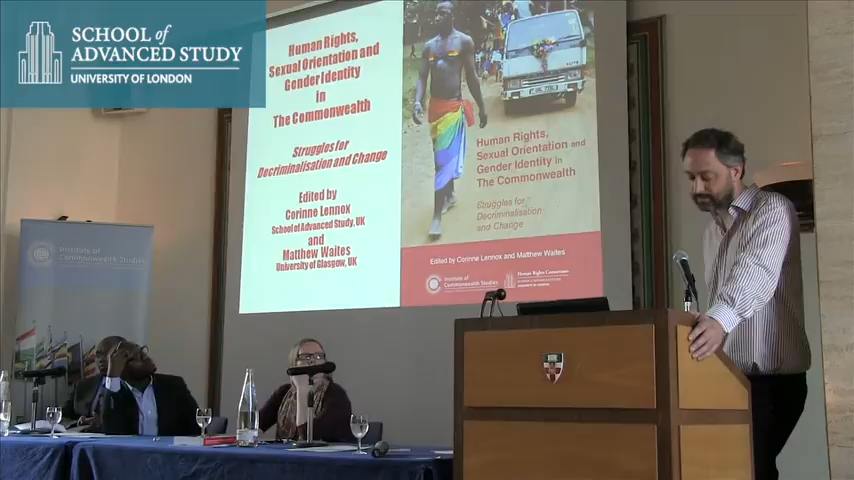 SCHOOL of
ADVANCED STUDY
UNIVERSITY OF LONDON
Human Rights,
Sexual Orientation and
Gender Identity
in
The Commonwealth
Struggles for
Decriminalisation and Change
Edited by
Corinne Lennox
School of Advanced Study, UK
and
Matthew Waites
University of Glasgow, UK
Human Rights,
Sexual Orientation and
Gender Identity in
The Commonwealth
Struggles for
Decriminalisation
and Change
Edited by Corinne Lennox and Matthew Waites
Institute of
Commonwealth Studies
Human Rights Consortium
Institute of
Commonwealth Studies